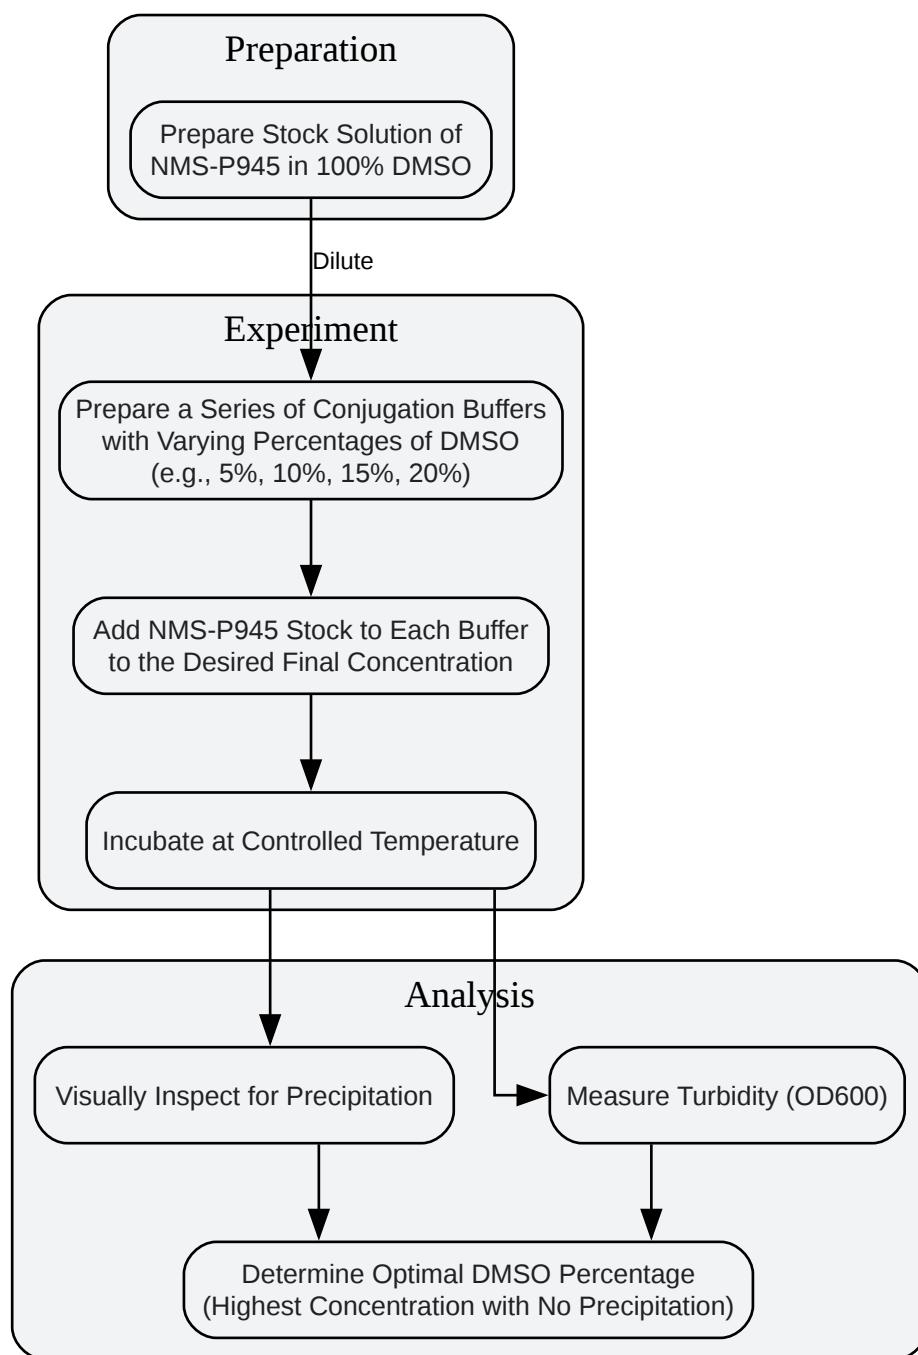 Preparation
Prepare Stock Solution of
NMS-P945 in 100% DMSO
Dilute
Experiment
Prepare a Series of Conjugation Buffers
with Varying Percentages of DMSO
(e.g., 5%, 10%, 15%, 20%)
Add NMS-P945 Stock to Each Buffer
to the Desired Final Concentration
Incubate at Controlled Temperature
Analysis
Visually Inspect for Precipitation
Measure Turbidity (OD600)
Determine Optimal DMSO Percentage
(Highest Concentration with No Precipitation)